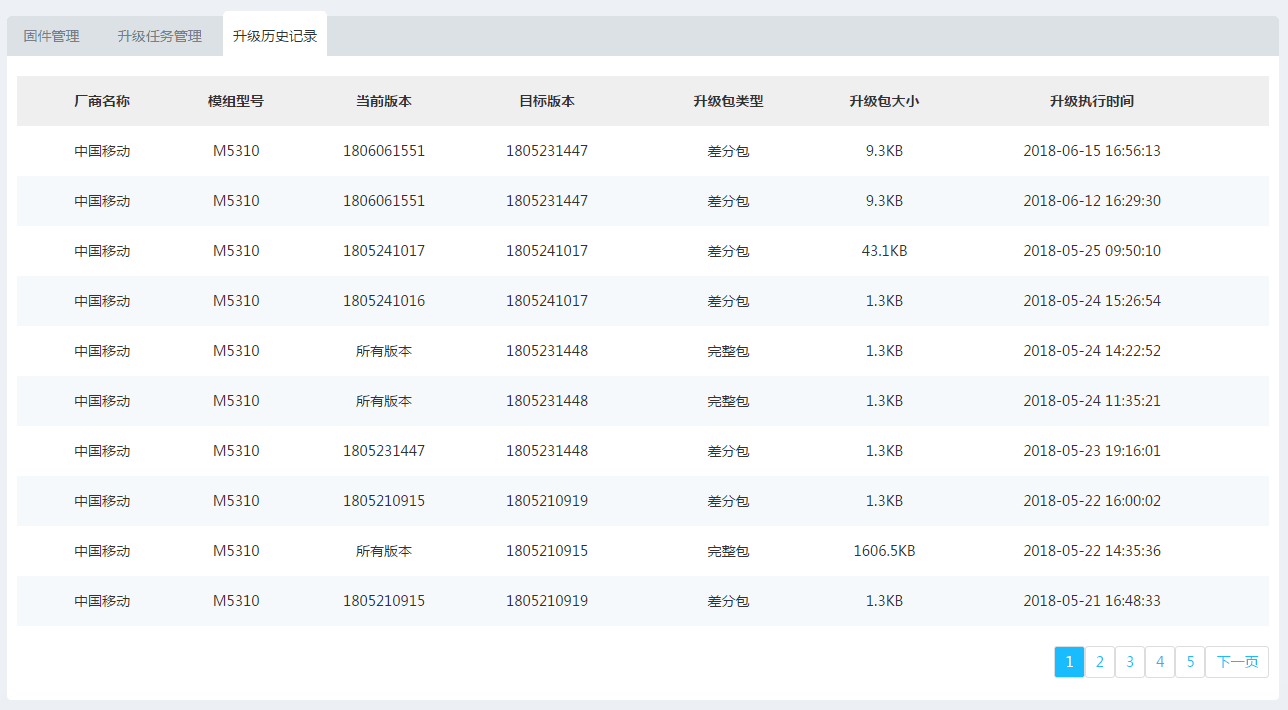 固件管理 升级任务管理 升级历史记录
厂商名称 模组型号 当前版本 目标版本 升级包类型 升级包大小 升级执行时间
中国移动 M5310 1806061551 1805231447 差分包 9.3KB 2018-06-15 16:56:13
中国移动 M5310 1806061551 1805231447 差分包 9.3KB 2018-06-12 16:29:30
中国移动 M5310 1805241017 1805241017 差分包 43.1KB 2018-05-25 09:50:10
中国移动 M5310 1805241016 1805241017 差分包 1.3KB 2018-05-24 15:26:54
中国移动 M5310 所有版本 1805231448 完整包 1.3KB 2018-05-24 14:22:52
中国移动 M5310 所有版本 1805231448 完整包 1.3KB 2018-05-24 11:35:21
中国移动 M5310 1805231447 1805231448 差分包 1.3KB 2018-05-23 19:16:01
中国移动 M5310 1805210915 1805210919 差分包 1.3KB 2018-05-22 16:00:02
中国移动 M5310 所有版本 1805210915 完整包 1606.5KB 2018-05-22 14:35:36
中国移动 M5310 1805210915 1805210919 差分包 1.3KB 2018-05-21 16:48:33
1 2 3 4 5 下一页